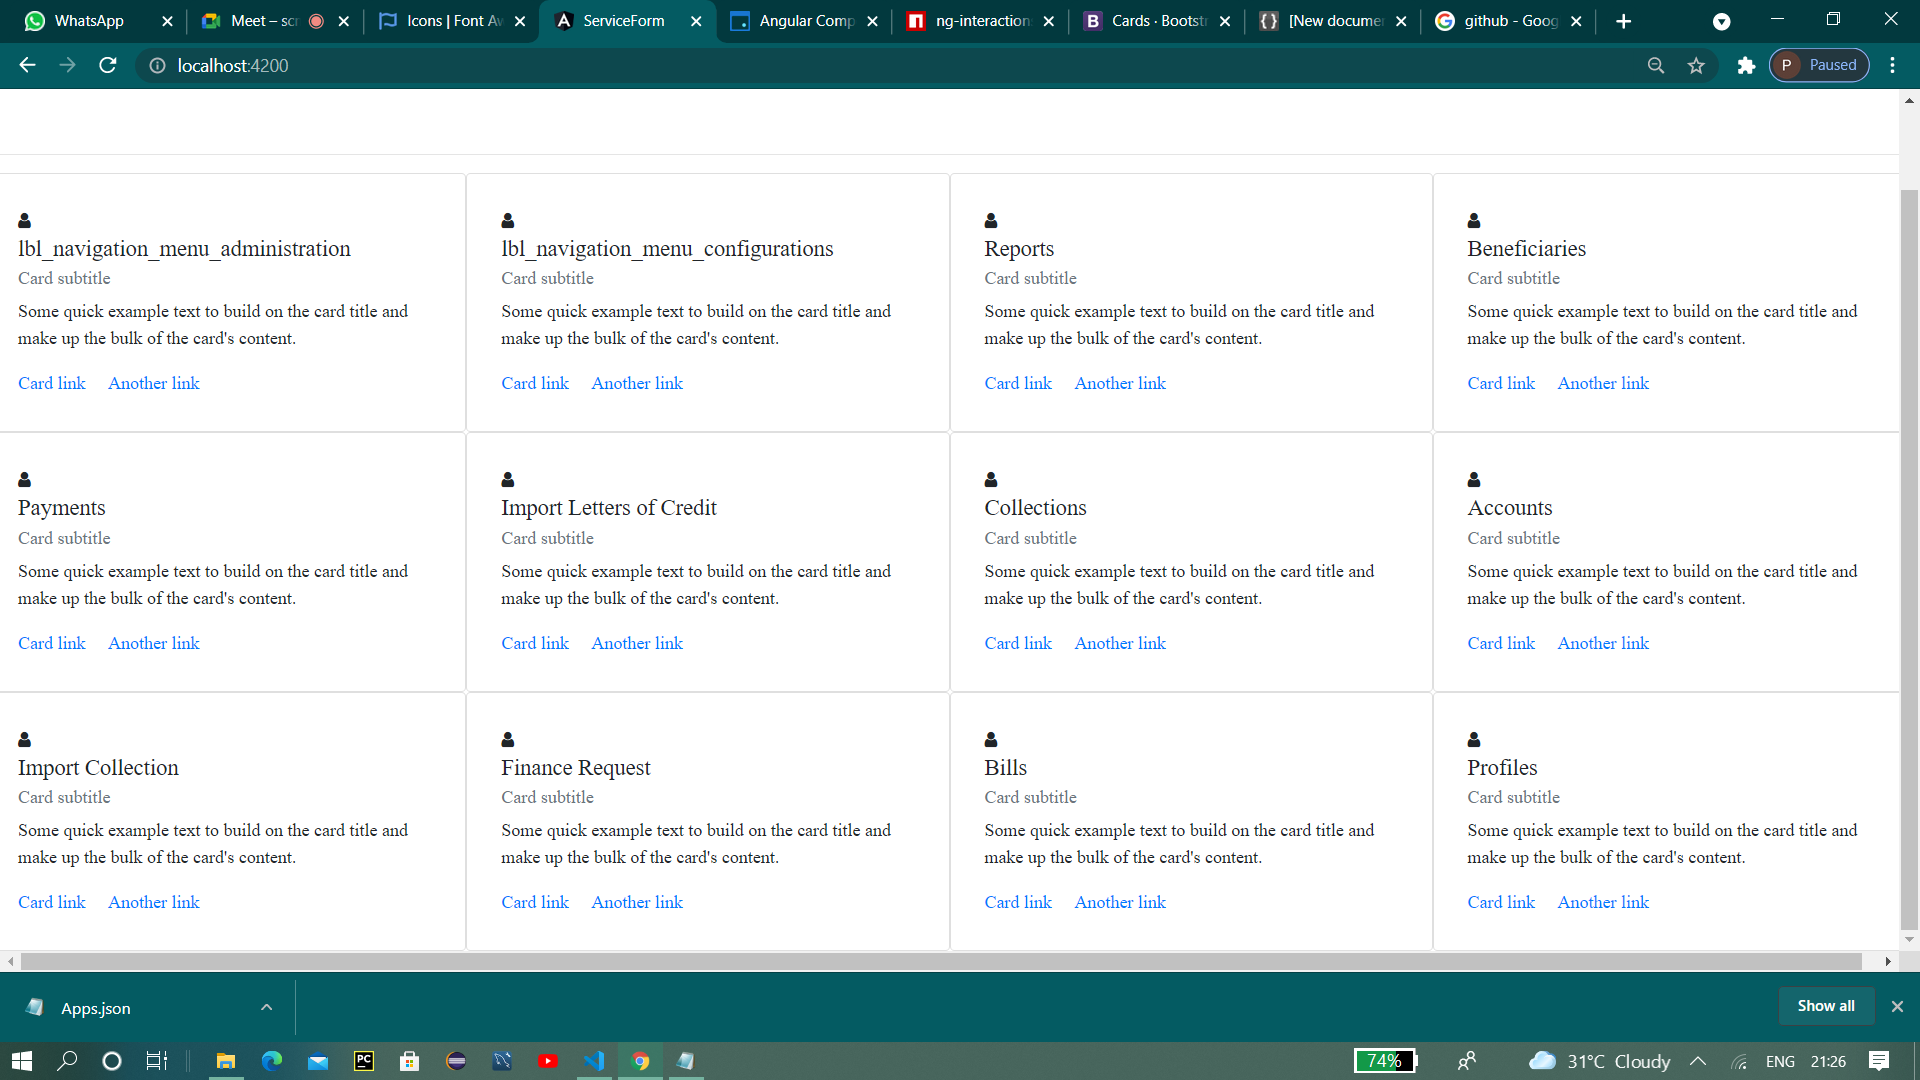 WhatsApp
Meet – scr
Icons | Font Aw
ServiceForm
Angular Comp
ng-interaction
Cards · Bootstr
[New documen
github - Goog
localhost:4200
P Paused
lbl_navigation_menu_administration
Card subtitle
Some quick example text to build on the card title and
make up the bulk of the card's content.
Card link Another link
lbl_navigation_menu_configurations
Card subtitle
Some quick example text to build on the card title and
make up the bulk of the card's content.
Card link Another link
Reports
Card subtitle
Some quick example text to build on the card title and
make up the bulk of the card's content.
Card link Another link
Beneficiaries
Card subtitle
Some quick example text to build on the card title and
make up the bulk of the card's content.
Card link Another link
Payments
Card subtitle
Some quick example text to build on the card title and
make up the bulk of the card's content.
Card link Another link
Import Letters of Credit
Card subtitle
Some quick example text to build on the card title and
make up the bulk of the card's content.
Card link Another link
Collections
Card subtitle
Some quick example text to build on the card title and
make up the bulk of the card's content.
Card link Another link
Accounts
Card subtitle
Some quick example text to build on the card title and
make up the bulk of the card's content.
Card link Another link
Import Collection
Card subtitle
Some quick example text to build on the card title and
make up the bulk of the card's content.
Card link Another link
Finance Request
Card subtitle
Some quick example text to build on the card title and
make up the bulk of the card's content.
Card link Another link
Bills
Card subtitle
Some quick example text to build on the card title and
make up the bulk of the card's content.
Card link Another link
Profiles
Card subtitle
Some quick example text to build on the card title and
make up the bulk of the card's content.
Card link Another link
Apps.json
Show all
PC
74%
31°C Cloudy
ENG
21:26